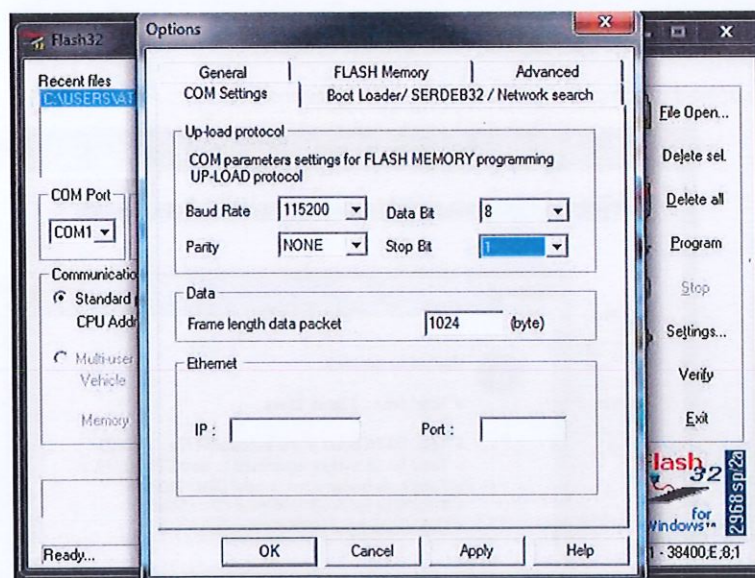 Flash32
Options
X
X
Recent files
C:\USERS\AT
COM Port
COM1
Communicatio
Standard
CPU Addr
Multi-user
Vehicle
Memory
Ready...
General
FLASH Memory
Advanced
COM Settings
Boot Loader/ SERDEB32 / Network search
Up-load protocol
COM parameters settings for FLASH MEMORY programming
UP-LOAD protocol
Baud Rate 115200 Data Bit 8
Parity NONE Stop Bit 1
Data
Frame length data packet 1024 (byte)
Ethernet
IP : Port :
OK Cancel Apply Help
File Open...
Delete sel.
Delete all
Program
Stop
Settings...
Verify
Exit
lash
32
for
Windows™
2968 sp/2a
1 - 38400,E,8;1